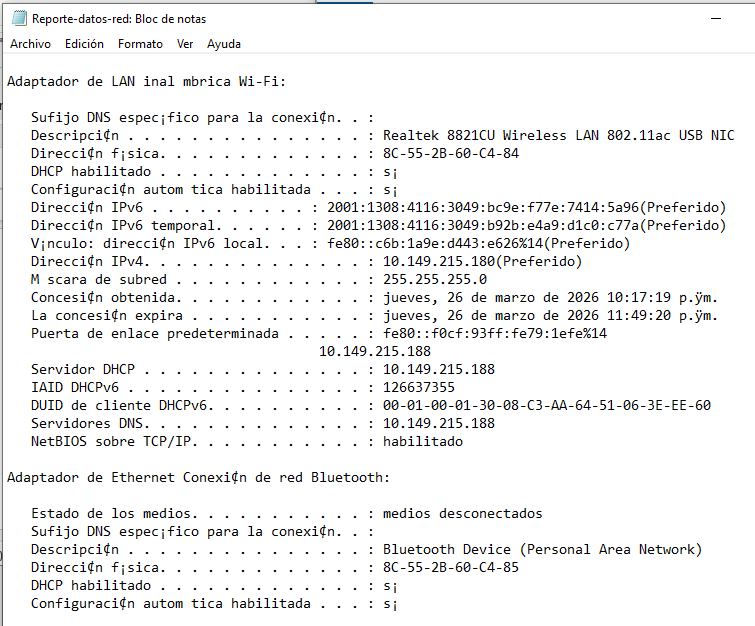 Reporte-datos-red: Bloc de notas
Archivo Edición Formato Ver Ayuda
Adaptador de LAN inal mbrica Wi-Fi:
Sufijo DNS espec¡fico para la conexi¢n. . :
Descripci¢n . . . . . . . . . . . . . . . : Realtek 8821CU Wireless LAN 802.11ac USB NIC
Direcci¢n f¡sica. . . . . . . . . . . . . : 8C-55-2B-60-C4-84
DHCP habilitado . . . . . . . . . . . . . : s¡
Configuraci¢n autom tica habilitada . . . : s¡
Direcci¢n IPv6 . . . . . . . . . . : 2001:1308:4116:3049:bc9e:f77e:7414:5a96(Preferido)
Direcci¢n IPv6 temporal. . . . . . : 2001:1308:4116:3049:b92b:e4a9:d1c0:c77a(Preferido)
V¡nculo: direcci¢n IPv6 local. . . : fe80::c6b:1a9e:d443:e626%14(Preferido)
Direcci¢n IPv4. . . . . . . . . . . . . . : 10.149.215.180(Preferido)
M scara de subred . . . . . . . . . . . . : 255.255.255.0
Concesi¢n obtenida. . . . . . . . . . . . : jueves, 26 de marzo de 2026 10:17:19 p.ÿm.
La concesi¢n expira . . . . . . . . . . . : jueves, 26 de marzo de 2026 11:49:20 p.ÿm.
Puerta de enlace predeterminada . . . . . : fe80::f0cf:93ff:fe79:1efe%14
10.149.215.188
Servidor DHCP . . . . . . . . . . . . . . : 10.149.215.188
IAID DHCPv6 . . . . . . . . . . . . . . . : 126637355
DUID de cliente DHCPv6. . . . . . . . . . : 00-01-00-01-30-08-C3-AA-64-51-06-3E-EE-60
Servidores DNS. . . . . . . . . . . . . . : 10.149.215.188
NetBIOS sobre TCP/IP. . . . . . . . . . . : habilitado
Adaptador de Ethernet Conexi¢n de red Bluetooth:
Estado de los medios. . . . . . . . . . . : medios desconectados
Sufijo DNS espec¡fico para la conexi¢n. . :
Descripci¢n . . . . . . . . . . . . . . . : Bluetooth Device (Personal Area Network)
Direcci¢n f¡sica. . . . . . . . . . . . . : 8C-55-2B-60-C4-85
DHCP habilitado . . . . . . . . . . . . . : s¡
Configuraci¢n autom tica habilitada . . . : s¡